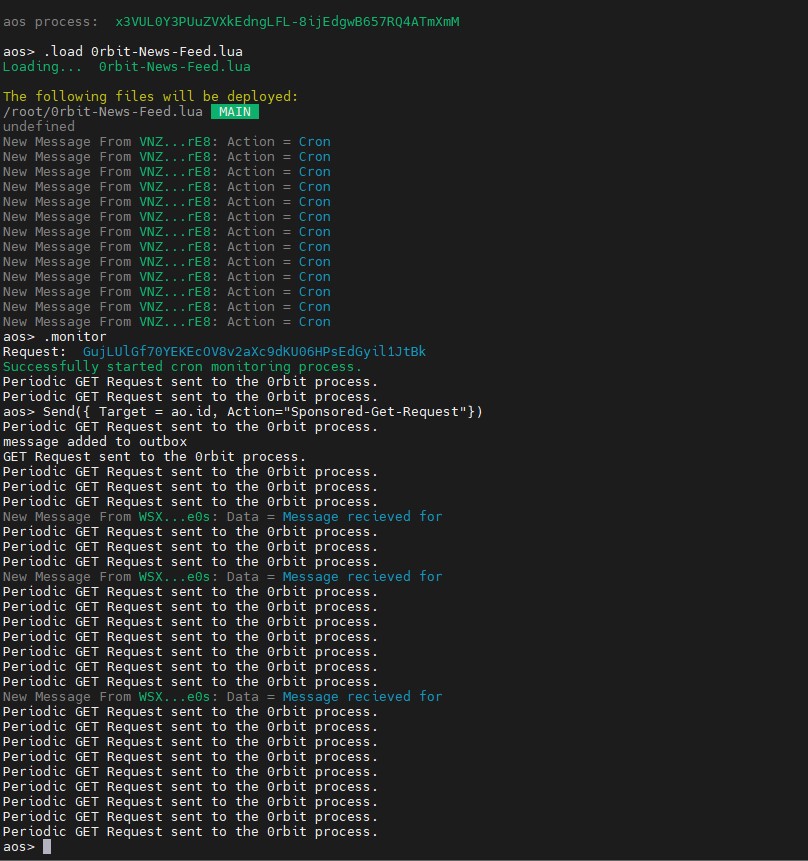 aos process:  x3VUL0Y3PUuZVXkEdngLFL-8ijEdgwB657RQ4ATmXmM
aos> .load 0rbit-News-Feed.lua
Loading...  0rbit-News-Feed.lua
The following files will be deployed:
/root/0rbit-News-Feed.lua MAIN
undefined
New Message From VNZ...rE8: Action = Cron
New Message From VNZ...rE8: Action = Cron
New Message From VNZ...rE8: Action = Cron
New Message From VNZ...rE8: Action = Cron
New Message From VNZ...rE8: Action = Cron
New Message From VNZ...rE8: Action = Cron
New Message From VNZ...rE8: Action = Cron
New Message From VNZ...rE8: Action = Cron
New Message From VNZ...rE8: Action = Cron
New Message From VNZ...rE8: Action = Cron
New Message From VNZ...rE8: Action = Cron
New Message From VNZ...rE8: Action = Cron
New Message From VNZ...rE8: Action = Cron
aos> .monitor
Request:  GujLUlGf70YEKEcOV8v2aXc9dKU06HPsEdGyil1JtBk
Successfully started cron monitoring process.
Periodic GET Request sent to the 0rbit process.
Periodic GET Request sent to the 0rbit process.
aos> Send({ Target = ao.id, Action="Sponsored-Get-Request"})
Periodic GET Request sent to the 0rbit process.
message added to outbox
GET Request sent to the 0rbit process.
Periodic GET Request sent to the 0rbit process.
Periodic GET Request sent to the 0rbit process.
Periodic GET Request sent to the 0rbit process.
New Message From WSX...e0s: Data = Message recieved for
Periodic GET Request sent to the 0rbit process.
Periodic GET Request sent to the 0rbit process.
Periodic GET Request sent to the 0rbit process.
New Message From WSX...e0s: Data = Message recieved for
Periodic GET Request sent to the 0rbit process.
Periodic GET Request sent to the 0rbit process.
Periodic GET Request sent to the 0rbit process.
Periodic GET Request sent to the 0rbit process.
Periodic GET Request sent to the 0rbit process.
Periodic GET Request sent to the 0rbit process.
Periodic GET Request sent to the 0rbit process.
New Message From WSX...e0s: Data = Message recieved for
Periodic GET Request sent to the 0rbit process.
Periodic GET Request sent to the 0rbit process.
Periodic GET Request sent to the 0rbit process.
Periodic GET Request sent to the 0rbit process.
Periodic GET Request sent to the 0rbit process.
Periodic GET Request sent to the 0rbit process.
Periodic GET Request sent to the 0rbit process.
Periodic GET Request sent to the 0rbit process.
Periodic GET Request sent to the 0rbit process.
aos>